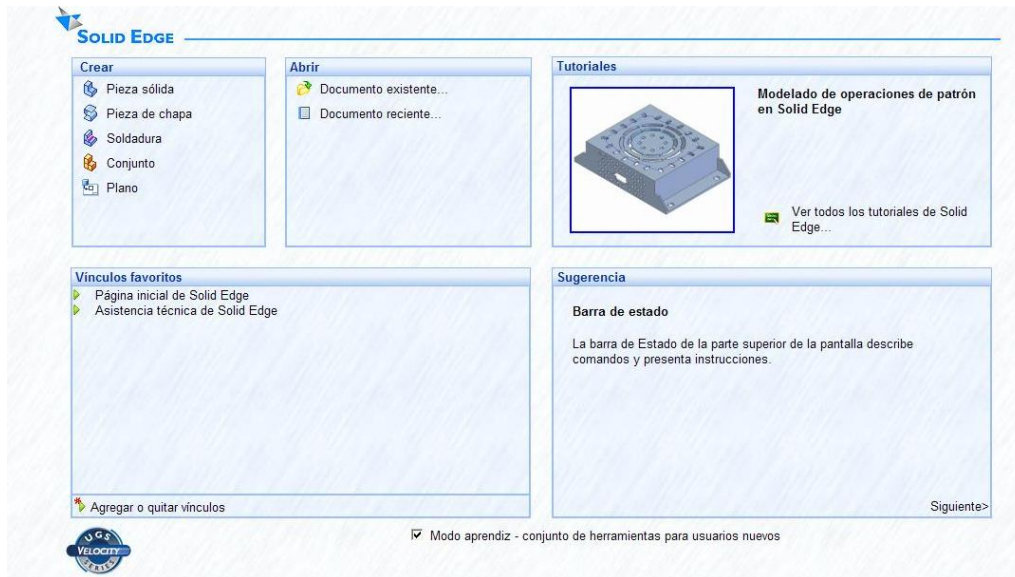 SOLID EDGE
Crear
Pieza sólida
Pieza de chapa
Soldadura
Conjunto
Plano
Abrir
Documento existente...
Documento reciente...
Tutoriales
Modelado de operaciones de patrón
en Solid Edge
Ver todos los tutoriales de Solid
Edge...
Vínculos favoritos
Página inicial de Solid Edge
Asistencia técnica de Solid Edge
Agregar o quitar vínculos
Sugerencia
Barra de estado
La barra de Estado de la parte superior de la pantalla describe
comandos y presenta instrucciones.
Siguiente>
UGS
VELOCITY
SERIES
Modo aprendiz - conjunto de herramientas para usuarios nuevos